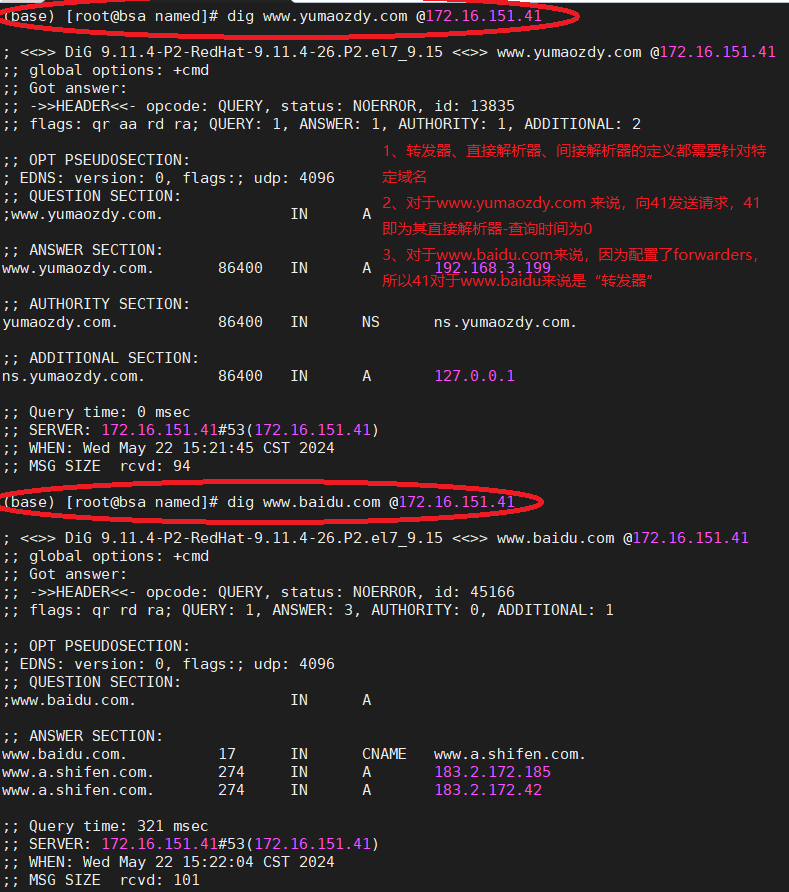 (base) [root@bsa named]# dig www.yumaozdy.com @172.16.151.41
; <<>> DiG 9.11.4-P2-RedHat-9.11.4-26.P2.el7_9.15 <<>> www.yumaozdy.com @172.16.151.41
;; global options: +cmd
;; Got answer:
;; ->>HEADER<<- opcode: QUERY, status: NOERROR, id: 13835
;; flags: qr aa rd ra; QUERY: 1, ANSWER: 1, AUTHORITY: 1, ADDITIONAL: 2
;; OPT PSEUDOSECTION:
; EDNS: version: 0, flags:; udp: 4096
;; QUESTION SECTION:
;www.yumaozdy.com. IN A
;; ANSWER SECTION:
www.yumaozdy.com. 86400 IN A 192.168.3.199
;; AUTHORITY SECTION:
yumaozdy.com. 86400 IN NS ns.yumaozdy.com.
;; ADDITIONAL SECTION:
ns.yumaozdy.com. 86400 IN A 127.0.0.1
;; Query time: 0 msec
;; SERVER: 172.16.151.41#53(172.16.151.41)
;; WHEN: Wed May 22 15:21:45 CST 2024
;; MSG SIZE rcvd: 94
1、转发器、直接解析器、间接解析器的定义都需要针对特
定域名
2、对于www.yumaozdy.com 来说，向41发送请求，41
即为其直接解析器-查询时间为0
3、对于www.baidu.com来说，因为配置了forwarders，
所以41对于www.baidu来说是“转发器”
(base) [root@bsa named]# dig www.baidu.com @172.16.151.41
; <<>> DiG 9.11.4-P2-RedHat-9.11.4-26.P2.el7_9.15 <<>> www.baidu.com @172.16.151.41
;; global options: +cmd
;; Got answer:
;; ->>HEADER<<- opcode: QUERY, status: NOERROR, id: 45166
;; flags: qr rd ra; QUERY: 1, ANSWER: 3, AUTHORITY: 0, ADDITIONAL: 1
;; OPT PSEUDOSECTION:
; EDNS: version: 0, flags:; udp: 4096
;; QUESTION SECTION:
;www.baidu.com. IN A
;; ANSWER SECTION:
www.baidu.com. 17 IN CNAME www.a.shifen.com.
www.a.shifen.com. 274 IN A 183.2.172.185
www.a.shifen.com. 274 IN A 183.2.172.42
;; Query time: 321 msec
;; SERVER: 172.16.151.41#53(172.16.151.41)
;; WHEN: Wed May 22 15:22:04 CST 2024
;; MSG SIZE rcvd: 101